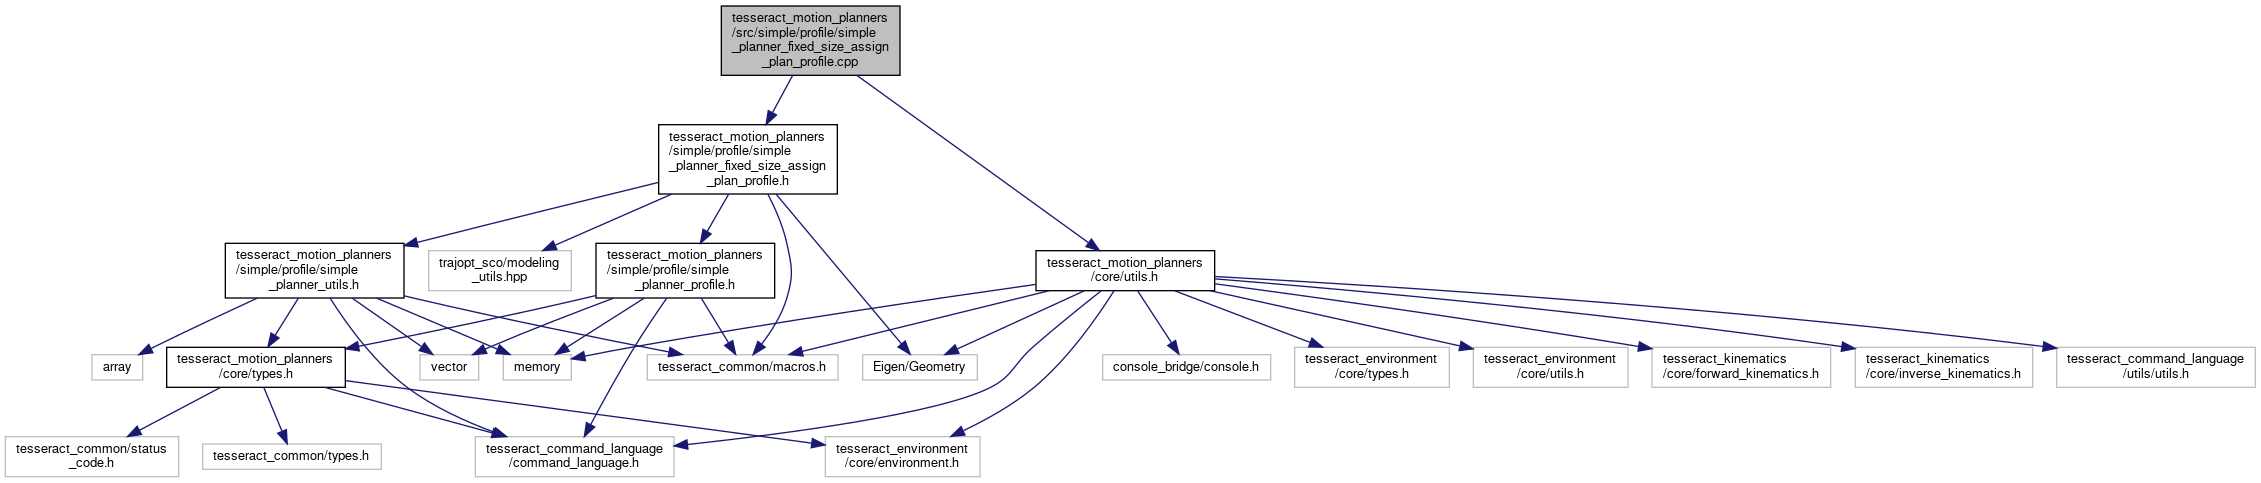 tesseract_motion_planners
/src/simple/profile/simple
_planner_fixed_size_assign
_plan_profile.cpp
tesseract_motion_planners
/simple/profile/simple
_planner_fixed_size_assign
_plan_profile.h
tesseract_motion_planners
/simple/profile/simple
_planner_utils.h
trajopt_sco/modeling
_utils.hpp
tesseract_motion_planners
/simple/profile/simple
_planner_profile.h
tesseract_motion_planners
/core/utils.h
array
tesseract_motion_planners
/core/types.h
vector
memory
tesseract_common/macros.h
Eigen/Geometry
console_bridge/console.h
tesseract_environment
/core/types.h
tesseract_environment
/core/utils.h
tesseract_kinematics
/core/forward_kinematics.h
tesseract_kinematics
/core/inverse_kinematics.h
tesseract_command_language
/utils/utils.h
tesseract_common/status
_code.h
tesseract_common/types.h
tesseract_command_language
/command_language.h
tesseract_environment
/core/environment.h